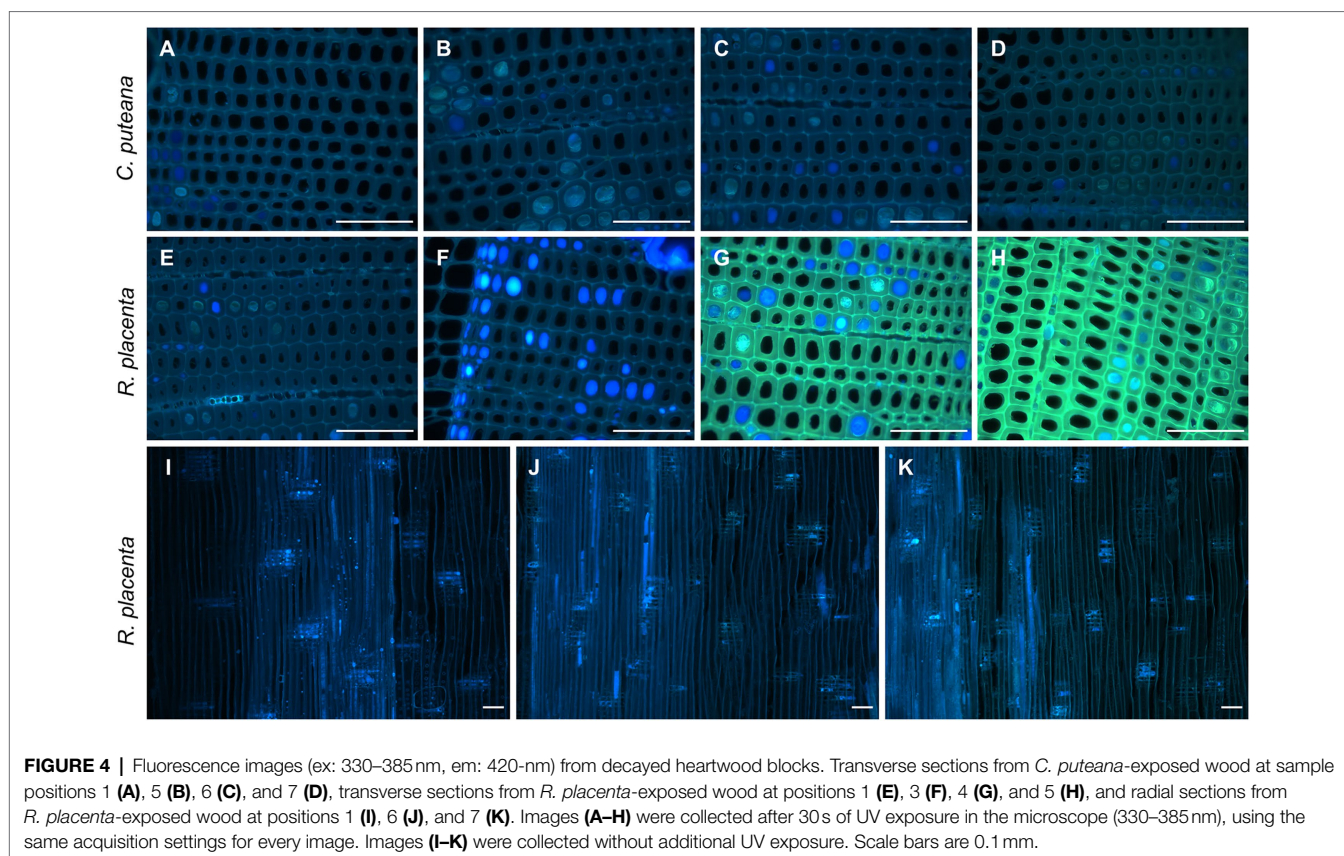 C. puteana
A
B
C
D
R. placenta
E
F
G
H
R. placenta
I
J
K
FIGURE 4 | Fluorescence images (ex: 330–385 nm, em: 420-nm) from decayed heartwood blocks. Transverse sections from C. puteana-exposed wood at sample
positions 1 (A), 5 (B), 6 (C), and 7 (D), transverse sections from R. placenta-exposed wood at positions 1 (E), 3 (F), 4 (G), and 5 (H), and radial sections from
R. placenta-exposed wood at positions 1 (I), 6 (J), and 7 (K). Images (A–H) were collected after 30 s of UV exposure in the microscope (330–385 nm), using the
same acquisition settings for every image. Images (I–K) were collected without additional UV exposure. Scale bars are 0.1 mm.